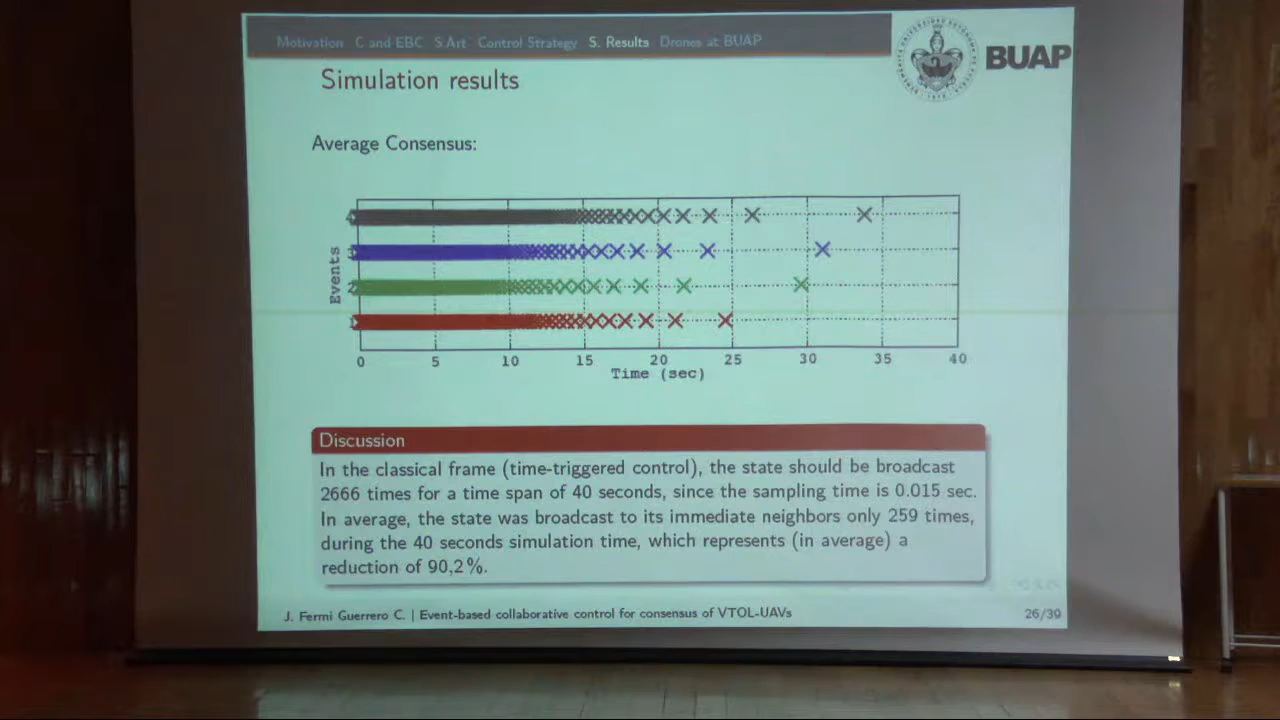 Motivation C and EBC S Art Control Strategy S. Results Drones at BUAP
BUAP
Simulation results
Average Consensus:
Events
4
3
2
1
0 5 10 15 20 25 30 35 40
Time (sec)
Discussion
In the classical frame (time-triggered control), the state should be broadcast
2666 times for a time span of 40 seconds, since the sampling time is 0.015 sec.
In average, the state was broadcast to its immediate neighbors only 259 times,
during the 40 seconds simulation time, which represents (in average) a
reduction of 90,2%.
J. Fermi Guerrero C. | Event-based collaborative control for consensus of VTOL-UAVs 26/39